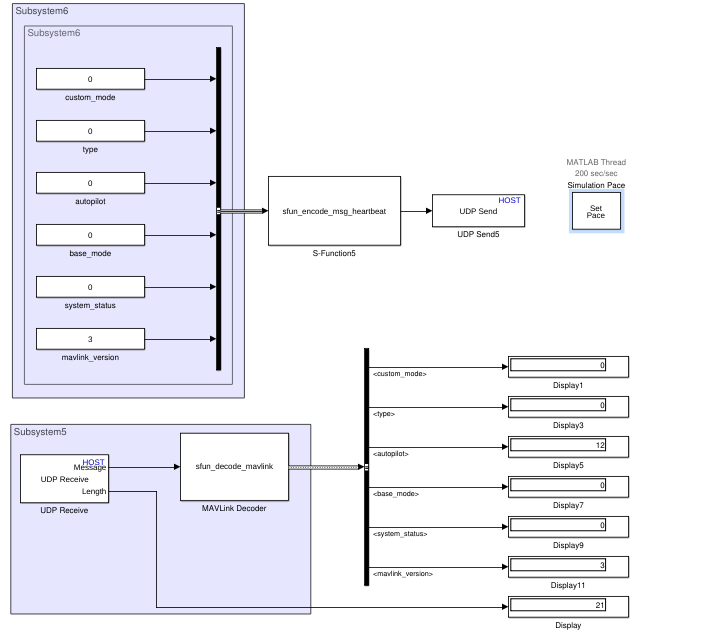 Subsystem6
Subsystem6
0
custom_mode
0
type
0
autopilot
0
base_mode
0
system_status
3
mavlink_version
sfun_encode_msg_heartbeat
S-Function5
HOST
UDP Send
UDP Send5
MATLAB Thread
200 sec/sec
Simulation Pace
Set
Pace
Subsystem5
HOST
Message
UDP Receive
Length
UDP Receive
sfun_decode_mavlink
MAVLink Decoder
<custom_mode>
0
Display1
<type>
0
Display3
<autopilot>
12
Display5
<base_mode>
0
Display7
<system_status>
0
Display9
<mavlink_version>
3
Display11
21
Display